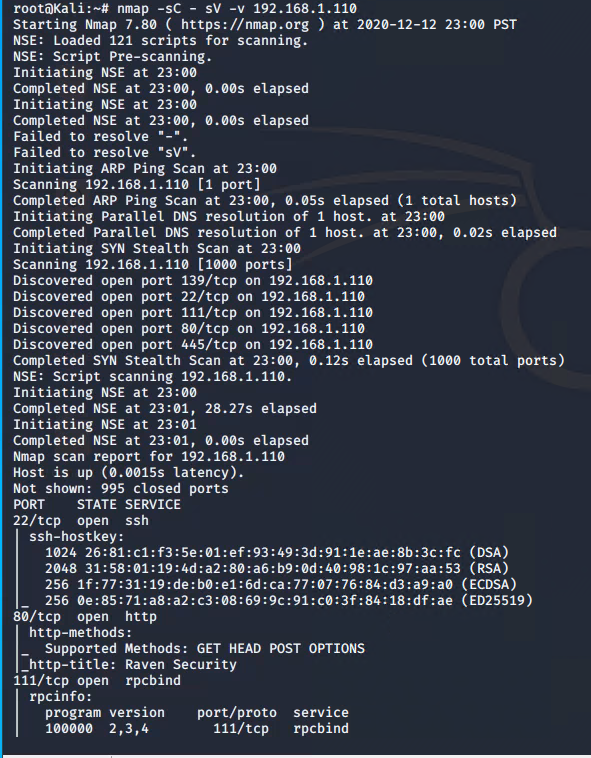 root@Kali:~# nmap -sC - sV -v 192.168.1.110
Starting Nmap 7.80 ( https://nmap.org ) at 2020-12-12 23:00 PST
NSE: Loaded 121 scripts for scanning.
NSE: Script Pre-scanning.
Initiating NSE at 23:00
Completed NSE at 23:00, 0.00s elapsed
Initiating NSE at 23:00
Completed NSE at 23:00, 0.00s elapsed
Failed to resolve "-".
Failed to resolve "sV".
Initiating ARP Ping Scan at 23:00
Scanning 192.168.1.110 [1 port]
Completed ARP Ping Scan at 23:00, 0.05s elapsed (1 total hosts)
Initiating Parallel DNS resolution of 1 host. at 23:00
Completed Parallel DNS resolution of 1 host. at 23:00, 0.02s elapsed
Initiating SYN Stealth Scan at 23:00
Scanning 192.168.1.110 [1000 ports]
Discovered open port 139/tcp on 192.168.1.110
Discovered open port 22/tcp on 192.168.1.110
Discovered open port 111/tcp on 192.168.1.110
Discovered open port 80/tcp on 192.168.1.110
Discovered open port 445/tcp on 192.168.1.110
Completed SYN Stealth Scan at 23:00, 0.12s elapsed (1000 total ports)
NSE: Script scanning 192.168.1.110.
Initiating NSE at 23:00
Completed NSE at 23:01, 28.27s elapsed
Initiating NSE at 23:01
Completed NSE at 23:01, 0.00s elapsed
Nmap scan report for 192.168.1.110
Host is up (0.0015s latency).
Not shown: 995 closed ports
PORT    STATE SERVICE
22/tcp  open  ssh
| ssh-hostkey:
|   1024 26:81:c1:f3:5e:01:ef:93:49:3d:91:1e:ae:8b:3c:fc (DSA)
|   2048 31:58:01:19:4d:a2:80:a6:b9:0d:40:98:1c:97:aa:53 (RSA)
|   256 1f:77:31:19:de:b0:e1:6d:ca:77:07:76:84:d3:a9:a0 (ECDSA)
|_  256 0e:85:71:a8:a2:c3:08:69:9c:91:c0:3f:84:18:df:ae (ED25519)
80/tcp  open  http
| http-methods:
|_  Supported Methods: GET HEAD POST OPTIONS
|_http-title: Raven Security
111/tcp open  rpcbind
| rpcinfo:
|   program version    port/proto  service
|   100000  2,3,4        111/tcp   rpcbind